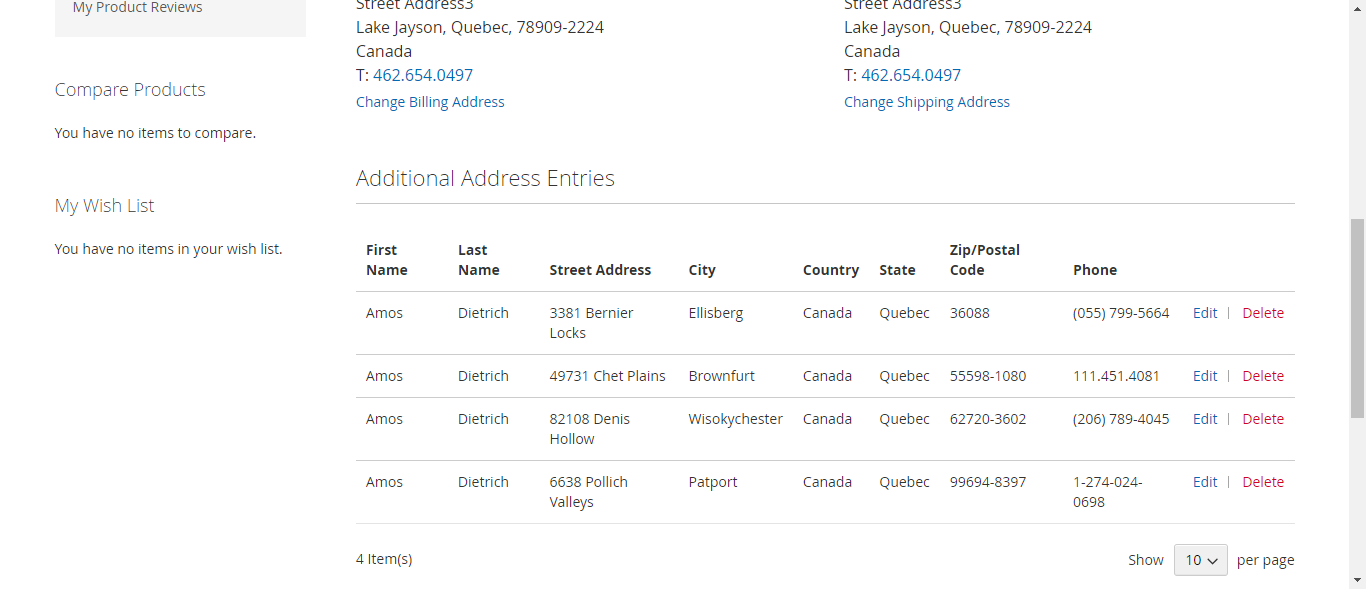 My Product Reviews
Compare Products
You have no items to compare.
My Wish List
You have no items in your wish list.
Street Address3
Lake Jayson, Quebec, 78909-2224
Canada
T: 462.654.0497
Change Billing Address
Street Address3
Lake Jayson, Quebec, 78909-2224
Canada
T: 462.654.0497
Change Shipping Address
Additional Address Entries
First Name Last Name Street Address City Country State Zip/Postal Code Phone
Amos Dietrich 3381 Bernier Locks Ellisberg Canada Quebec 36088 (055) 799-5664 Edit | Delete
Amos Dietrich 49731 Chet Plains Brownfurt Canada Quebec 55598-1080 111.451.4081 Edit | Delete
Amos Dietrich 82108 Denis Hollow Wisokychester Canada Quebec 62720-3602 (206) 789-4045 Edit | Delete
Amos Dietrich 6638 Pollich Valleys Patport Canada Quebec 99694-8397 1-274-024-0698 Edit | Delete
4 Item(s)
Show 10 per page